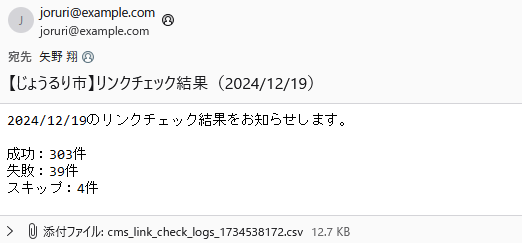 J
joruri@example.com
joruri@example.com
宛先 矢野 翔
【じょうるり市】リンクチェック結果（2024/12/19）
2024/12/19のリンクチェック結果をお知らせします。
成功：303件
失敗：39件
スキップ：4件
添付ファイル: cms_link_check_logs_1734538172.csv 12.7 KB